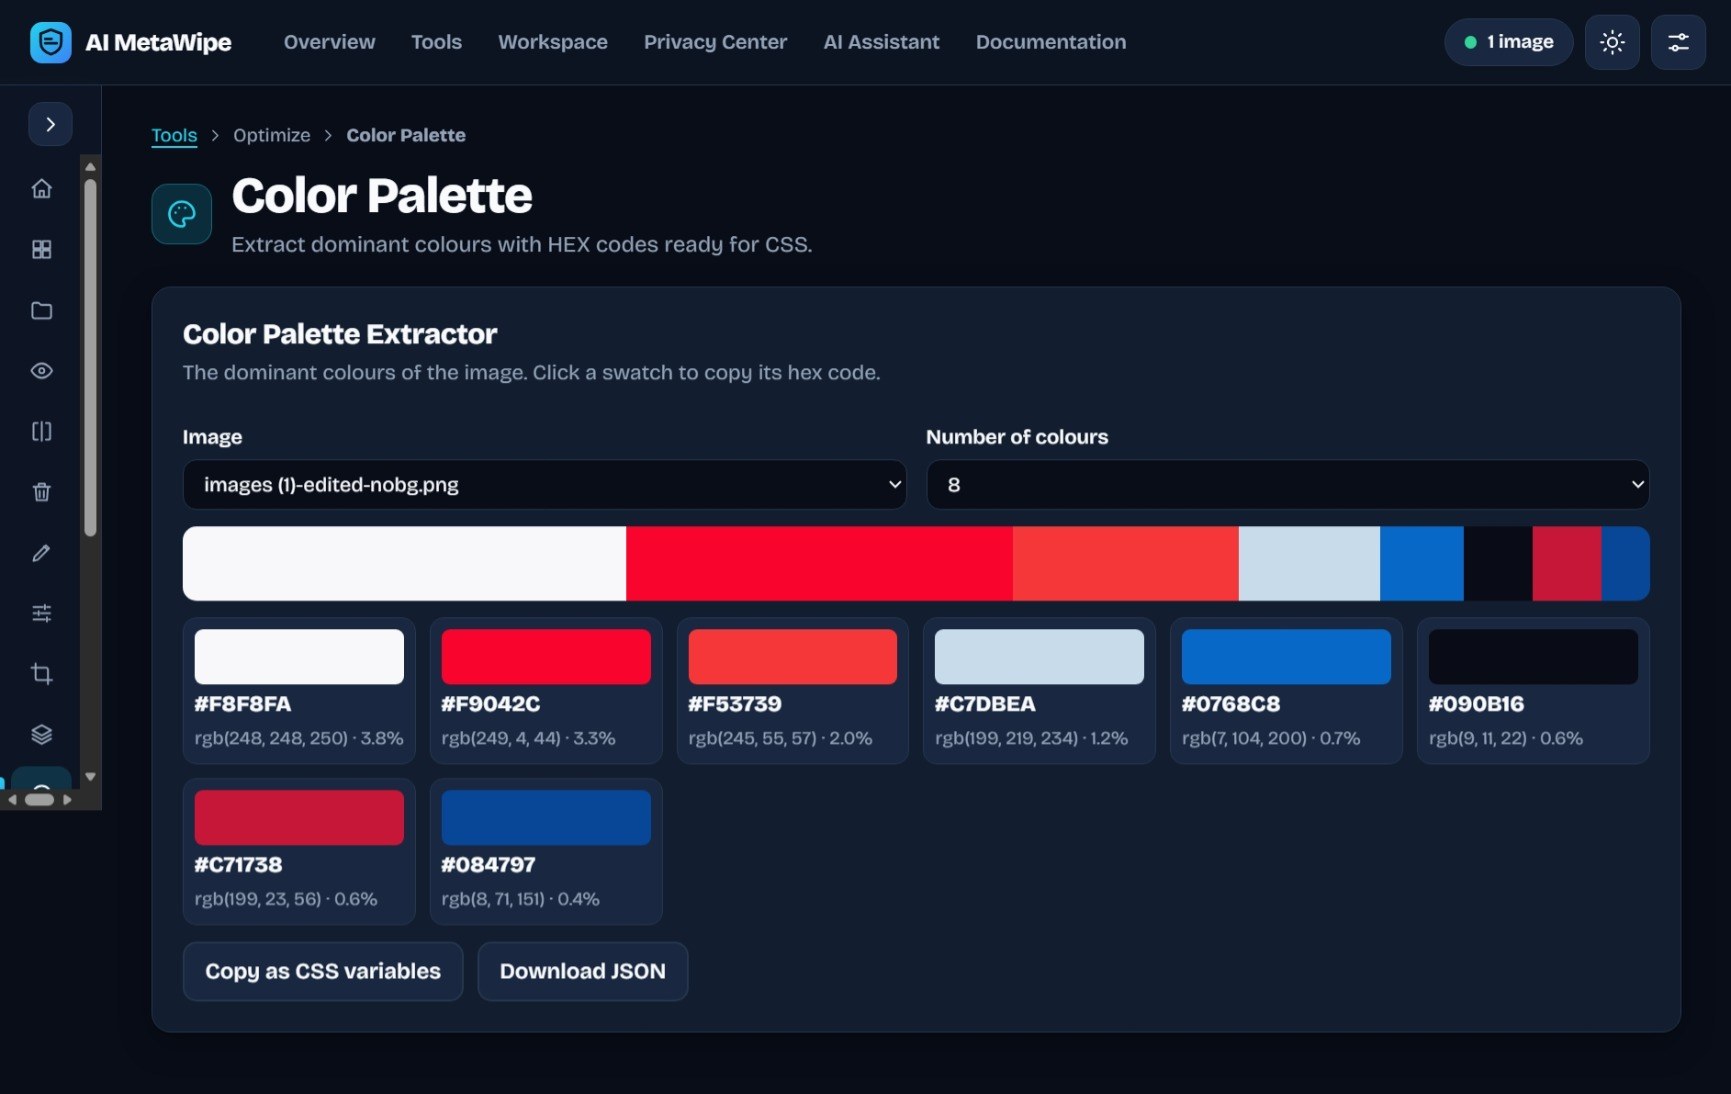 AI MetaWipe
Overview
Tools
Workspace
Privacy Center
AI Assistant
Documentation
1 image
Tools > Optimize > Color Palette
Color Palette
Extract dominant colours with HEX codes ready for CSS.
Color Palette Extractor
The dominant colours of the image. Click a swatch to copy its hex code.
Image
Number of colours
images (1)-edited-nobg.png
8
#F8F8FA
rgb(248, 248, 250) · 3.8%
#F9042C
rgb(249, 4, 44) · 3.3%
#F53739
rgb(245, 55, 57) · 2.0%
#C7DBEA
rgb(199, 219, 234) · 1.2%
#0768C8
rgb(7, 104, 200) · 0.7%
#090B16
rgb(9, 11, 22) · 0.6%
#C71738
rgb(199, 23, 56) · 0.6%
#084797
rgb(8, 71, 151) · 0.4%
Copy as CSS variables
Download JSON